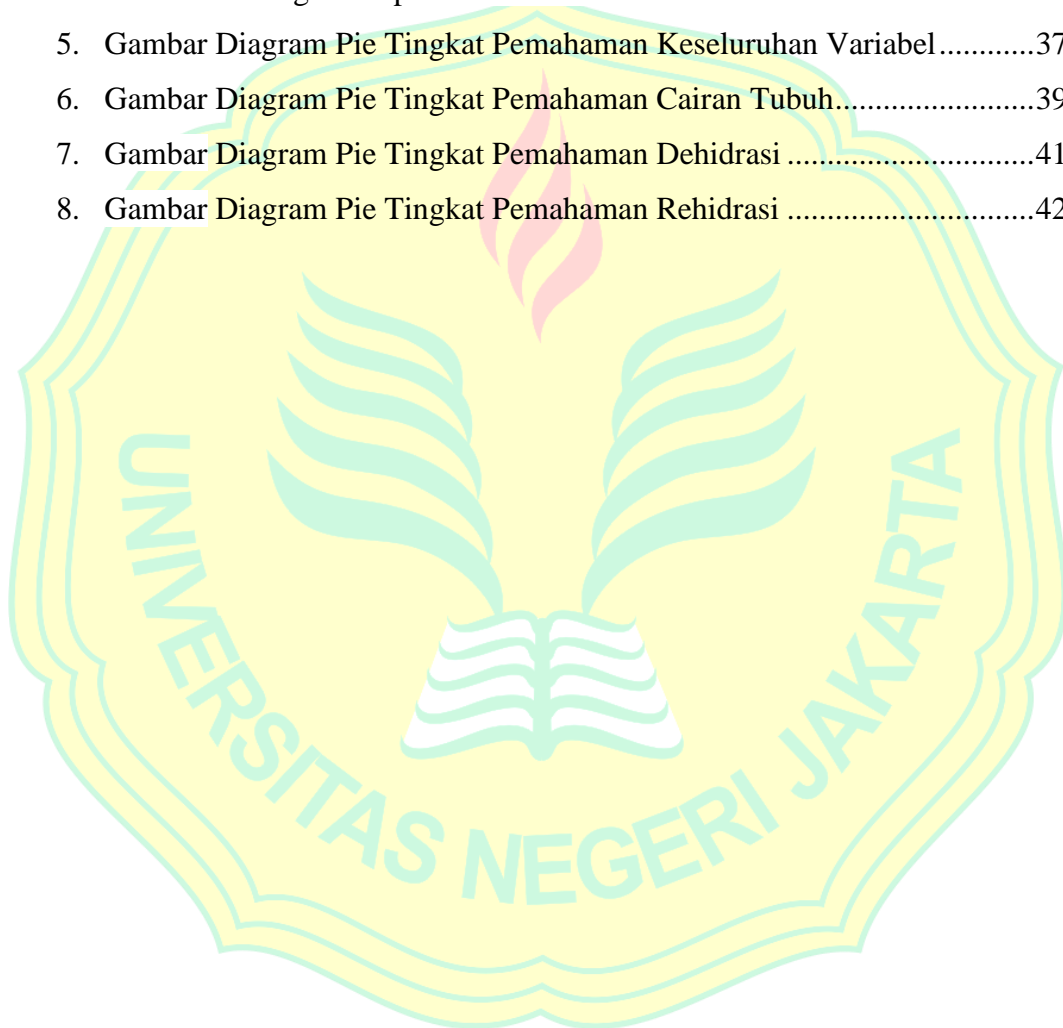 5. Gambar Diagram Pie Tingkat Pemahaman Keseluruhan Variabel............37
6. Gambar Diagram Pie Tingkat Pemahaman Cairan Tubuh.......................39
7. Gambar Diagram Pie Tingkat Pemahaman Dehidrasi .............................41
8. Gambar Diagram Pie Tingkat Pemahaman Rehidrasi .............................42
UNIVERSITAS NEGERI JAKARTA